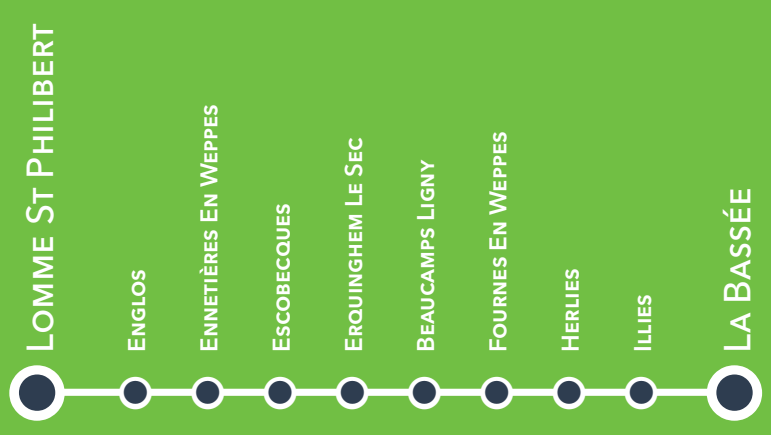 Lomme St Philibert
Englos
Ennetières En Weppes
Escobecques
Erquinghem Le Sec
Beaucamps Ligny
Fournes En Weppes
Herlies
Illies
La Bassée